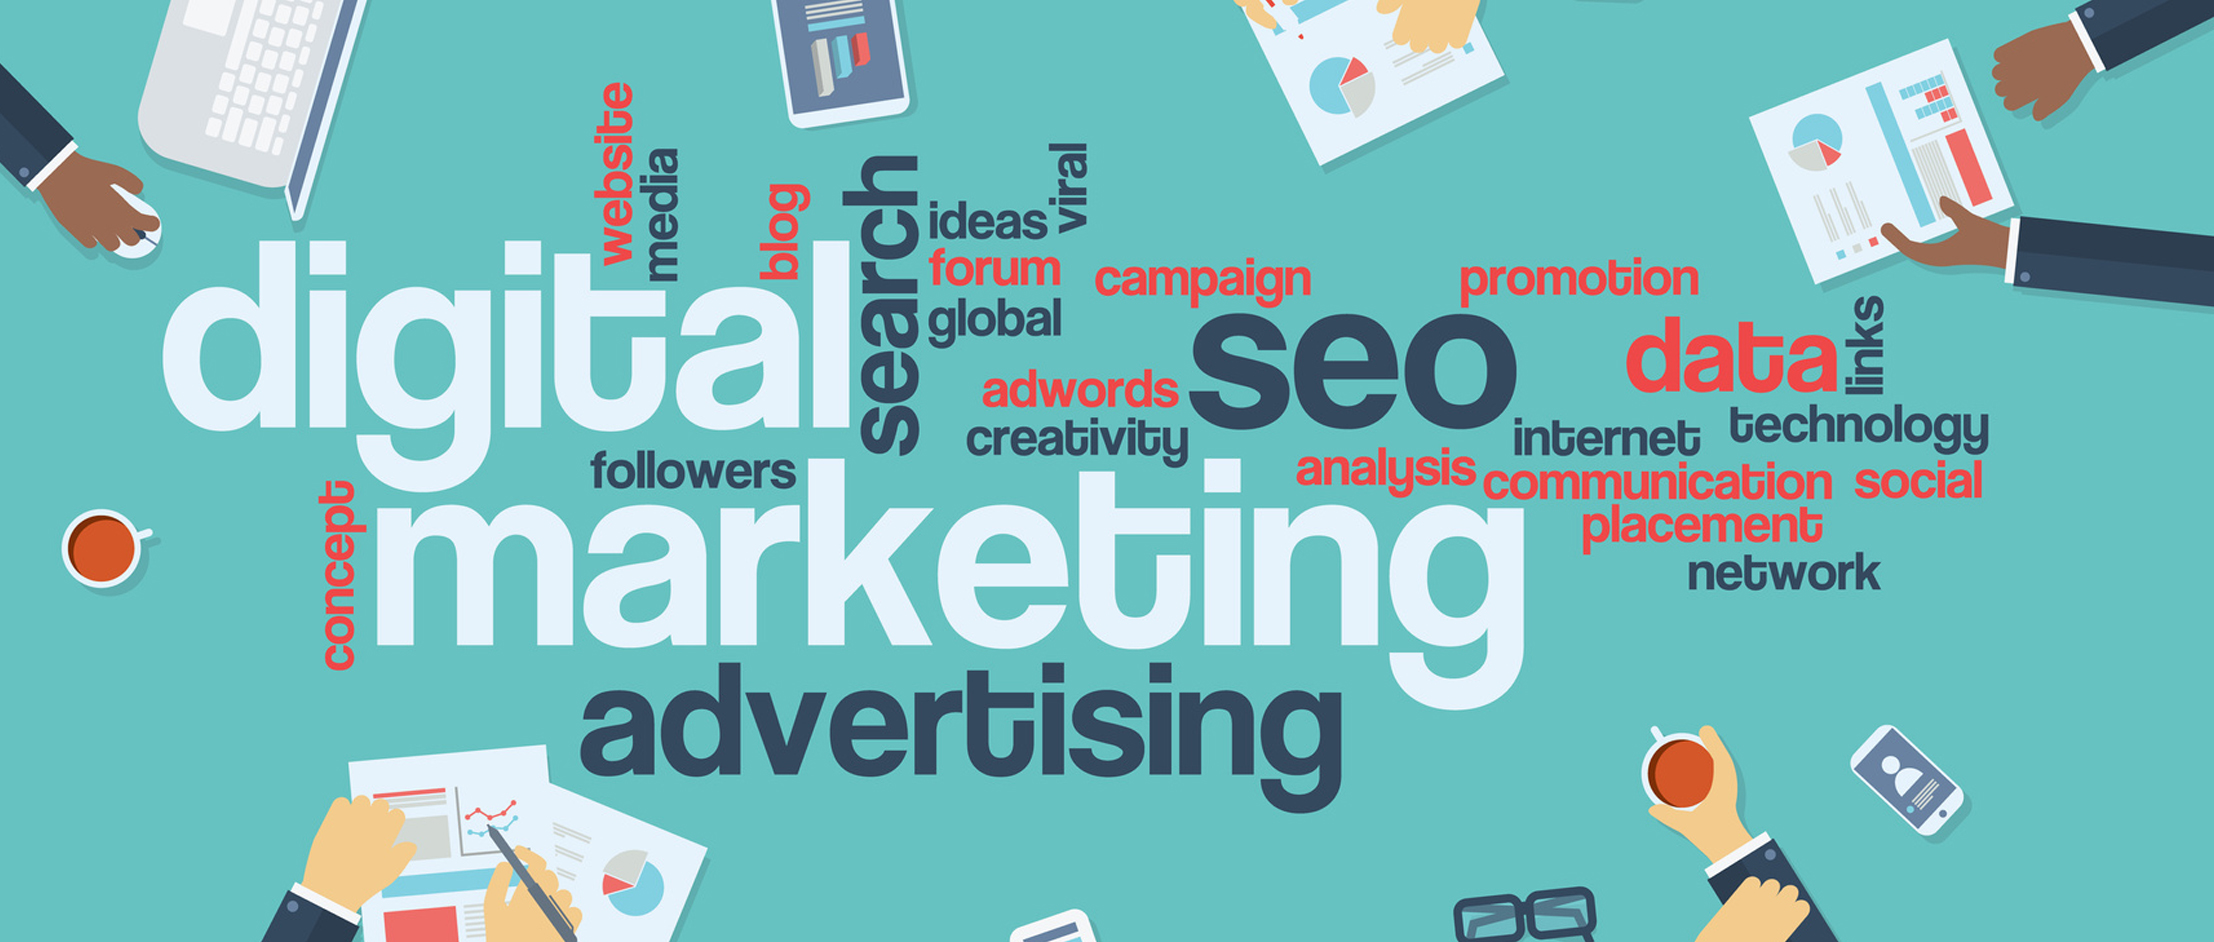 website
media
blog
search
ideas
viral
forum
global
campaign
promotion
digital
seo
data
links
adwords
creativity
internet
technology
followers
analysis
communication
social
concept
marketing
placement
network
advertising